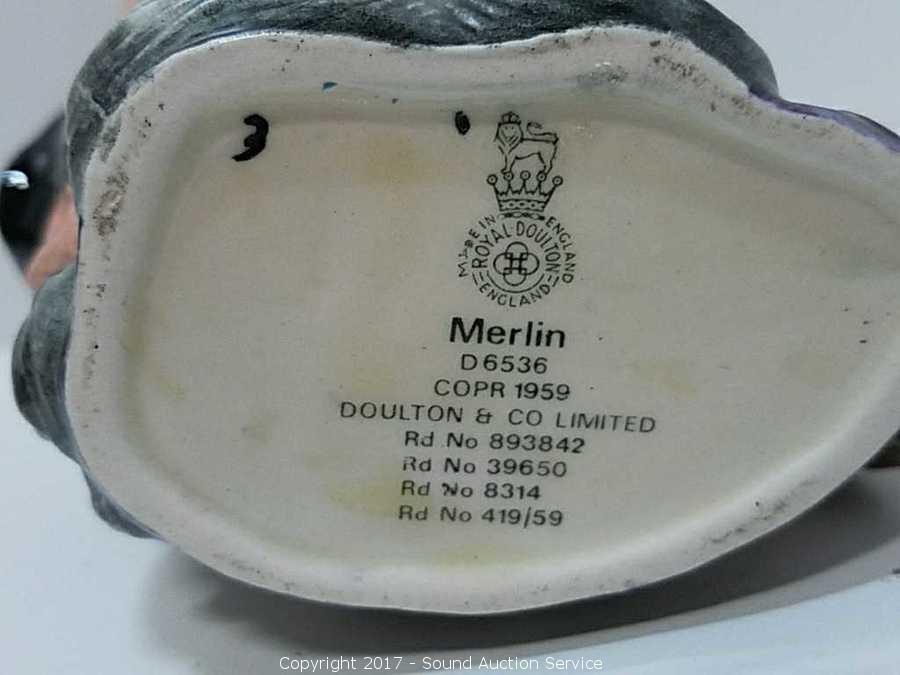 3
MADE IN ENGLAND
ROYAL DOULTON
ENGLAND
Merlin
D6536
COPR 1959
DOULTON & CO LIMITED
Rd No 893842
Rd No 39650
Rd No 8314
Rd No 419/59
Copyright 2017 - Sound Auction Service